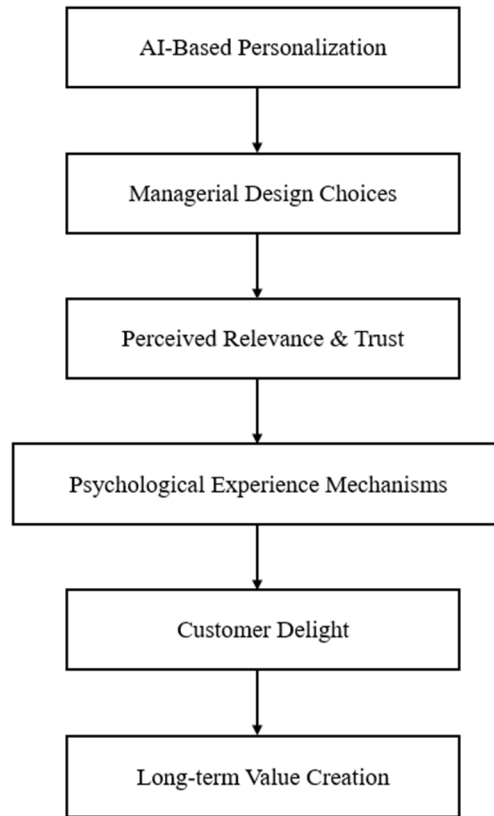 AI-Based Personalization
Managerial Design Choices
Perceived Relevance & Trust
Psychological Experience Mechanisms
Customer Delight
Long-term Value Creation